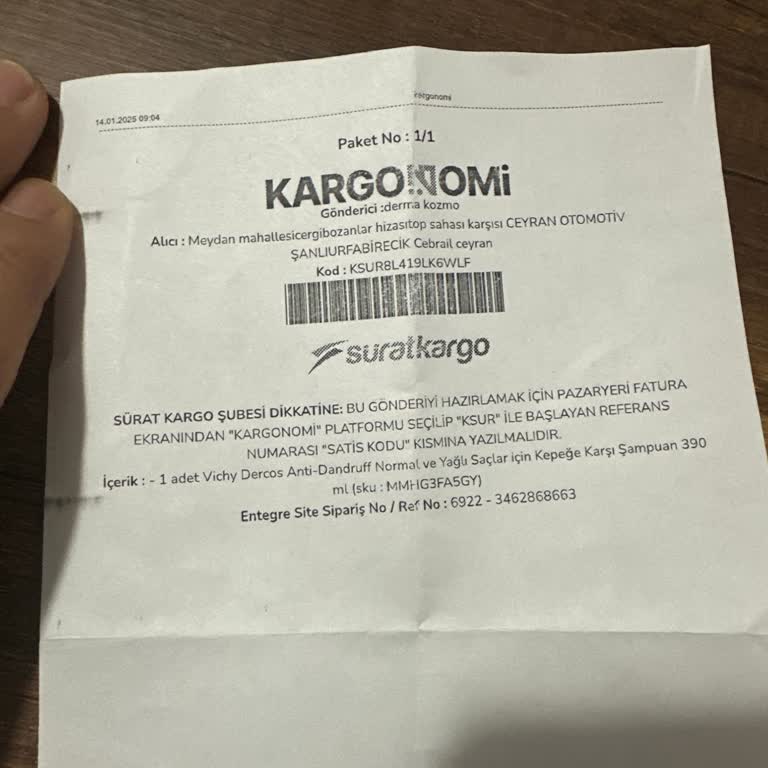 14.01.2025 09:04
Kargonomi
Paket No : 1/1
KARGONOMİ
Gönderici :derma kozmo
Alıcı : Meydan mahallesicergibozanlar hizasıtop sahası karşısı CEYRAN OTOMOTİV
ŞANLIURFABİRECİK Cebrail ceyran
Kod : KSUR8L419LK6WLF
süratkargo
SÜRAT KARGO ŞUBESİ DİKKATİNE: BU GÖNDERİYİ HAZIRLAMAK İÇİN PAZARYERİ FATURA
EKRANINDAN "KARGONOMİ" PLATFORMU SEÇİLİP "KSUR" İLE BAŞLAYAN REFERANS
NUMARASI "SATIS KODU" KISMINA YAZILMALIDIR.
İçerik : - 1 adet Vichy Dercos Anti-Dandruff Normal ve Yağlı Saçlar için Kepeğe Karşı Şampuan 390
ml (sku : MMHG3FA5GY)
Entegre Site Sipariş No / Ref No : 6922 - 3462868663